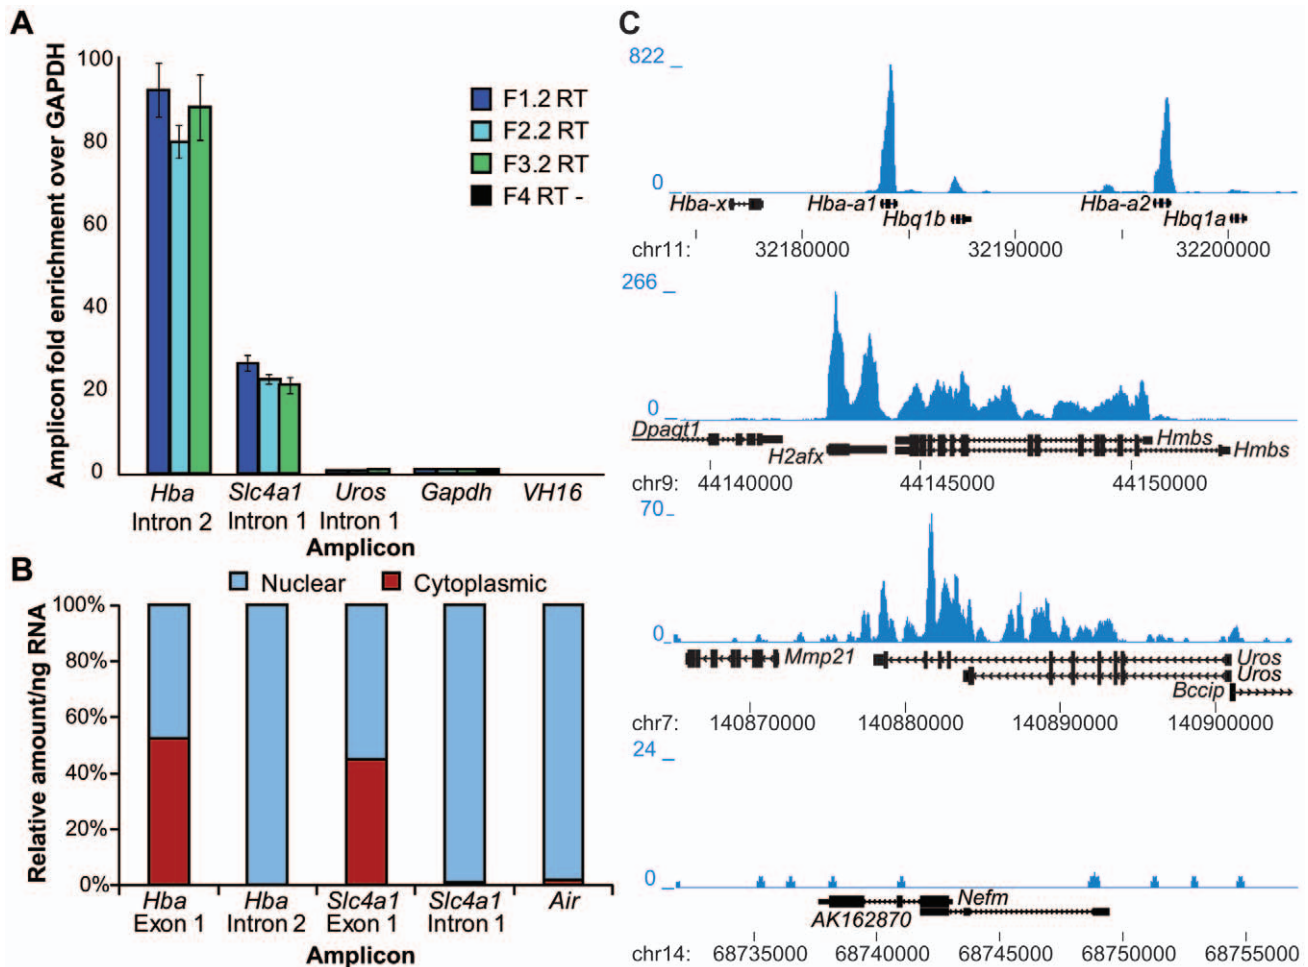 A
Amplicon fold enrichment over GAPDH
100
80
60
40
20
0
F1.2 RT
F2.2 RT
F3.2 RT
F4 RT -
Hba
Intron 2
Slc4a1
Intron 1
Uros
Intron 1
Gapdh
VH16
Amplicon
B
Nuclear
Cytoplasmic
Relative amount/ng RNA
100%
80%
60%
40%
20%
0%
Hba
Exon 1
Hba
Intron 2
Slc4a1
Exon 1
Slc4a1
Intron 1
Air
Amplicon
C
822
0
Hba-x
Hba-a1
Hbq1b
Hba-a2
Hbq1a
chr11: 32180000 32190000 32200000
266
0
Dpagt1
H2afx
Hmbs
Hmbs
chr9: 44140000 44145000 44150000
70
0
Mmp21
Uros
Uros
Bccip
chr7: 140870000 140880000 140890000 140900000
24
0
Nefm
AK162870
chr14: 68735000 68740000 68745000 68750000 68755000